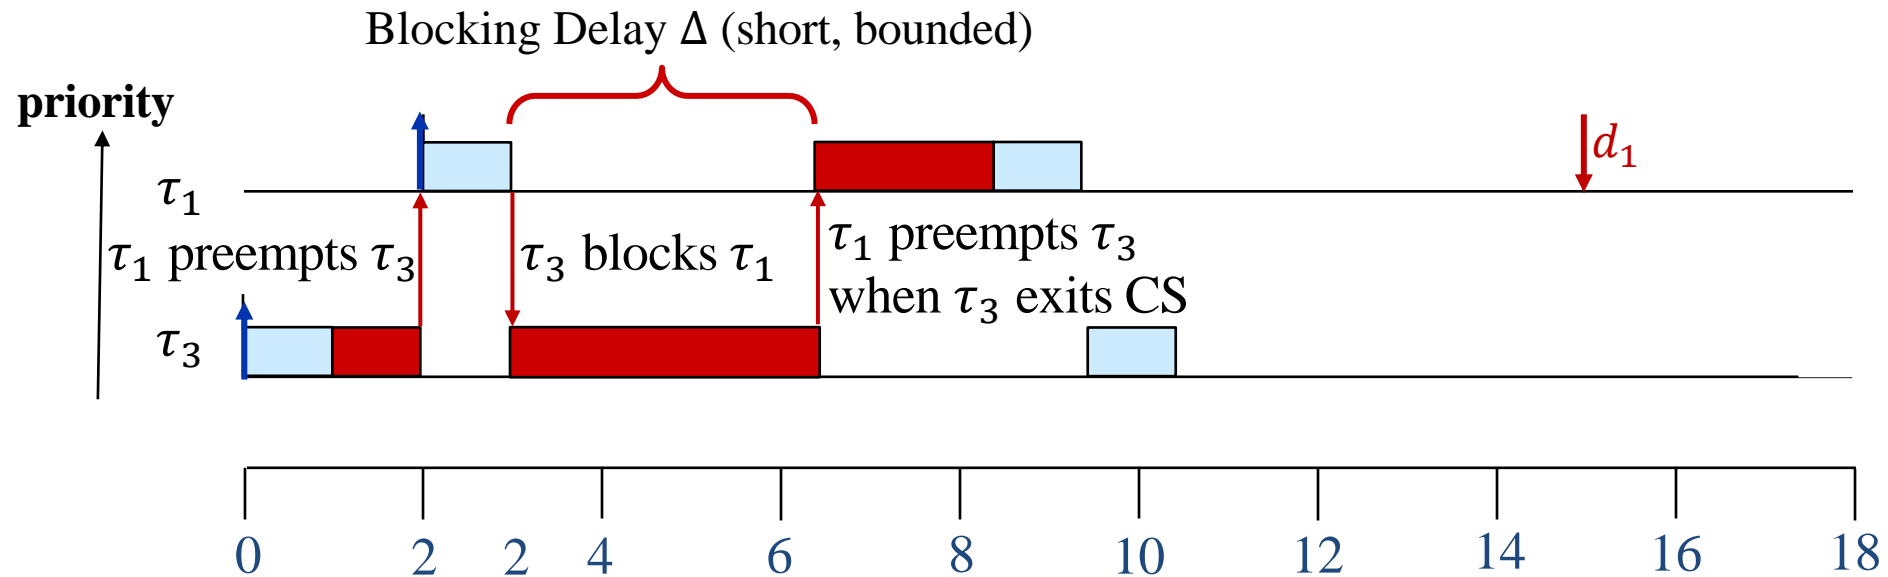 Blocking Delay Δ (short, bounded)
priority
d₁
τ₁
τ₁ preempts τ₃
τ₃ blocks τ₁
τ₁ preempts τ₃
when τ₃ exits CS
τ₃
0 2 2 4 6 8 10 12 14 16 18